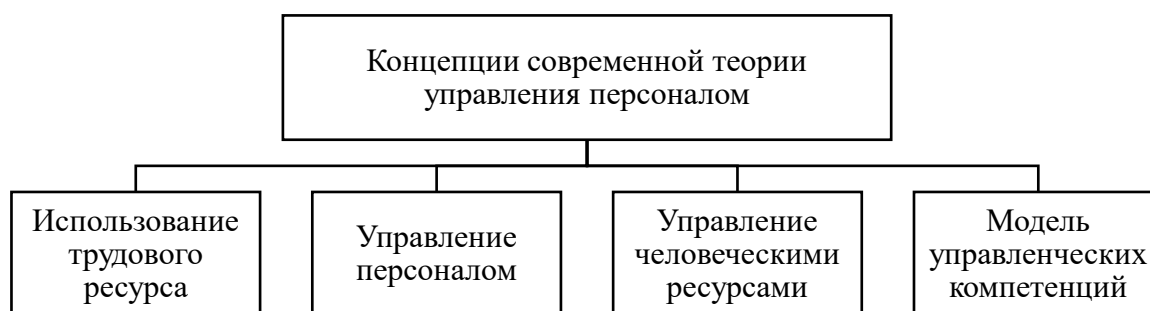 Концепции современной теории
управления персоналом
Использование
трудового
ресурса
Управление
персоналом
Управление
человеческими
ресурсами
Модель
управленческих
компетенций